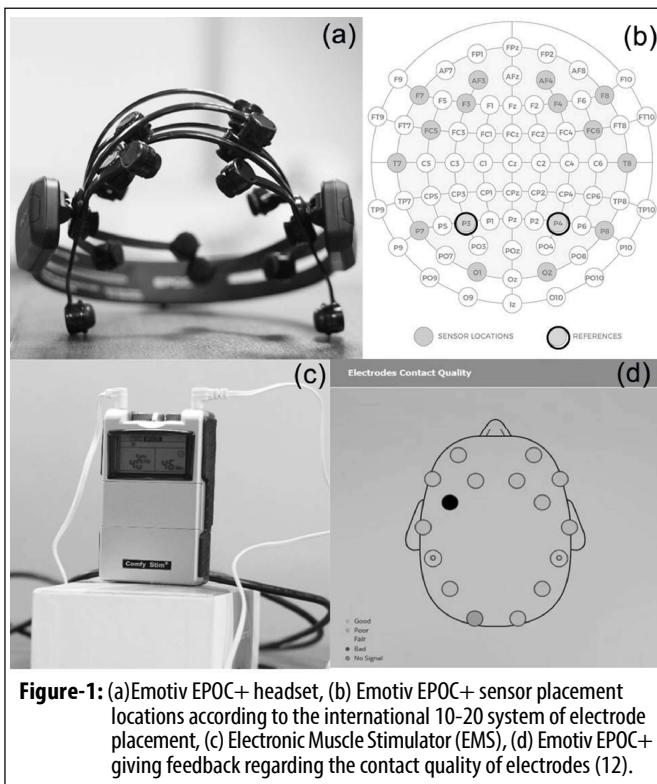 (a)
(b)
FPz
FP1 FP2
AF7 AF3 AFz AF4 AF8
F9 F7 F5 F3 F1 Fz F2 F4 F6 F8 F10
FT9 FT7 FC5 FC3 FC1 FCz FC2 FC4 FC6 FT8 FT10
T7 C5 C3 C1 Cz C2 C4 C6 T8
TP9 TP7 CP5 CP3 CP1 CPz CP2 CP4 CP6 TP8 TP10
P9 P7 P5 P3 P1 Pz P2 P4 P6 P8 P10
PO9 PO7 PO3 POz PO4 PO8 PO10
O1 Oz O2
O9 Iz O10
SENSOR LOCATIONS REFERENCES
(c)
Comfy Stim
Electrodes Contact Quality
(d)
Good
Poor
Fair
Bad
No Signal
Figure-1: (a)Emotiv EPOC+ headset, (b) Emotiv EPOC+ sensor placement
locations according to the international 10-20 system of electrode
placement, (c) Electronic Muscle Stimulator (EMS), (d) Emotiv EPOC+
giving feedback regarding the contact quality of electrodes (12).